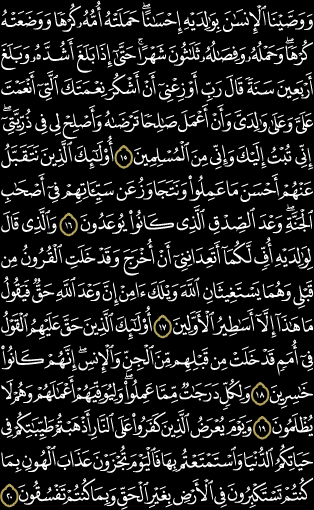 وَوَصَّيْنَا ٱلْإِنسَٰنَ بِوَٰلِدَيْهِ إِحْسَٰنًا ۖ حَمَلَتْهُ أُمُّهُۥ كُرْهًا وَوَضَعَتْهُ
كُرْهًا ۖ وَحَمْلُهُۥ وَفِصَٰلُهُۥ ثَلَٰثُونَ شَهْرًا ۚ حَتَّىٰٓ إِذَا بَلَغَ أَشُدَّهُۥ وَبَلَغَ
أَرْبَعِينَ سَنَةً قَالَ رَبِّ أَوْزِعْنِىٓ أَنْ أَشْكُرَ نِعْمَتَكَ ٱلَّتِىٓ أَنْعَمْتَ
عَلَىَّ وَعَلَىٰ وَٰلِدَىَّ وَأَنْ أَعْمَلَ صَٰلِحًا تَرْضَىٰهُ وَأَصْلِحْ لِى فِى ذُرِّيَّتِىٓ ۖ
إِنِّى تُبْتُ إِلَيْكَ وَإِنِّى مِنَ ٱلْمُسْلِمِينَ ١٥ أُو۟لَٰٓئِكَ ٱلَّذِينَ نَتَقَبَّلُ
عَنْهُمْ أَحْسَنَ مَا عَمِلُوا۟ وَنَتَجَاوَزُ عَن سَيِّـَٔاتِهِمْ فِىٓ أَصْحَٰبِ
ٱلْجَنَّةِ ۖ وَعْدَ ٱلصِّدْقِ ٱلَّذِى كَانُوا۟ يُوعَدُونَ ١٦ وَٱلَّذِى قَالَ
لِوَٰلِدَيْهِ أُفٍّ لَّكُمَآ أَتَعِدَانِنِىٓ أَنْ أُخْرَجَ وَقَدْ خَلَتِ ٱلْقُرُونُ مِن
قَبْلِى وَهُمَا يَسْتَغِيثَانِ ٱللَّهَ وَيْلَكَ ءَامِنْ إِنَّ وَعْدَ ٱللَّهِ حَقٌّ فَيَقُولُ
مَا هَٰذَآ إِلَّآ أَسَٰطِيرُ ٱلْأَوَّلِينَ ١٧ أُو۟لَٰٓئِكَ ٱلَّذِينَ حَقَّ عَلَيْهِمُ ٱلْقَوْلُ
فِىٓ أُمَمٍ قَدْ خَلَتْ مِن قَبْلِهِم مِّنَ ٱلْجِنِّ وَٱلْإِنسِ ۖ إِنَّهُمْ كَانُوا۟
خَٰسِرِينَ ١٨ وَلِكُلٍّ دَرَجَٰتٌ مِّمَّا عَمِلُوا۟ ۖ وَلِيُوَفِّيَهُمْ أَعْمَٰلَهُمْ وَهُمْ لَا
يُظْلَمُونَ ١٩ وَيَوْمَ يُعْرَضُ ٱلَّذِينَ كَفَرُوا۟ عَلَى ٱلنَّارِ أَذْهَبْتُمْ طَيِّبَٰتِكُمْ فِى
حَيَاتِكُمُ ٱلدُّنْيَا وَٱسْتَمْتَعْتُم بِهَا فَٱلْيَوْمَ تُجْزَوْنَ عَذَابَ ٱلْهُونِ بِمَا
كُنتُمْ تَسْتَكْبِرُونَ فِى ٱلْأَرْضِ بِغَيْرِ ٱلْحَقِّ وَبِمَا كُنتُمْ تَفْسُقُونَ ٢٠